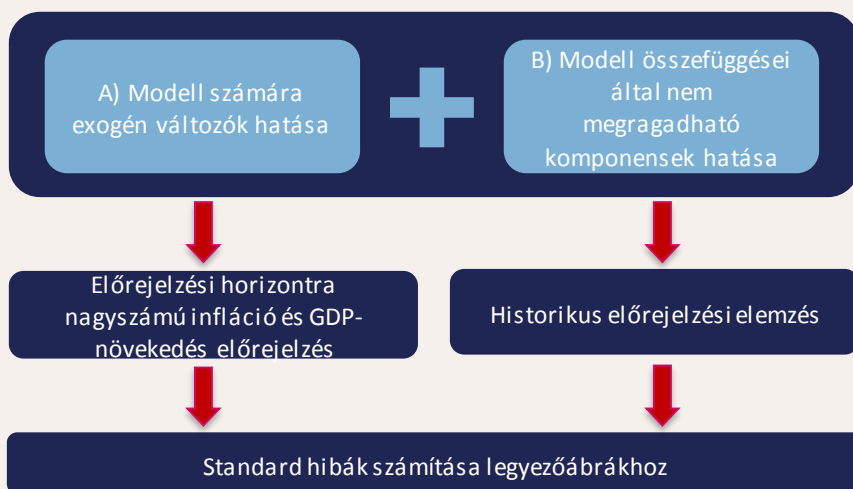 A) Modell számára
exogén változók hatása
B) Modell összefüggései
által nem
megragadható
komponensek hatása
Előrejelzési horizontra
nagyszámú infláció és GDP-
növekedés előrejelzés
Historikus előrejelzési elemzés
Standard hibák számítása legyezőábrákhoz